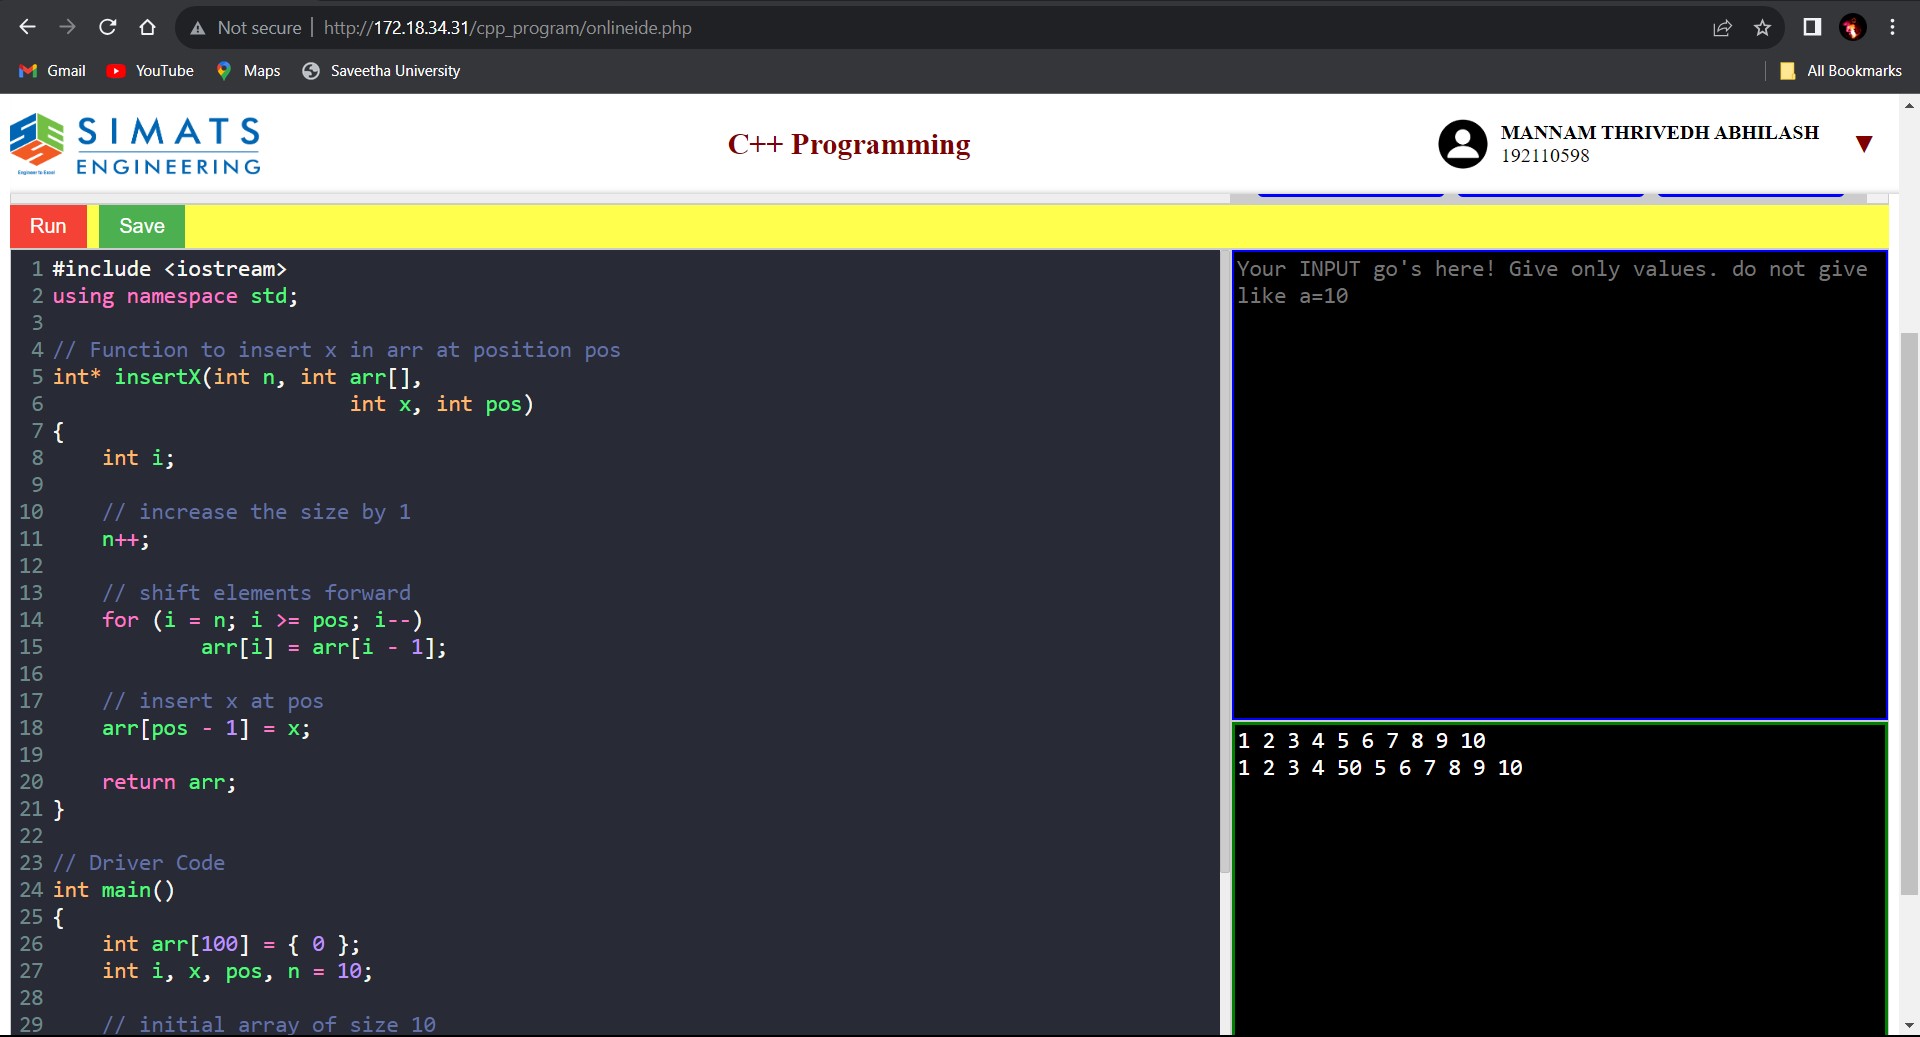 Not secure | http://172.18.34.31/cpp_program/onlineide.php
Gmail YouTube Maps Saveetha University All Bookmarks
SIMATS
ENGINEERING
Engineer to Excel
C++ Programming
MANNAM THRIVEDH ABHILASH
192110598
Run Save
1 #include <iostream>
2 using namespace std;
3
4 // Function to insert x in arr at position pos
5 int* insertX(int n, int arr[],
6                         int x, int pos)
7 {
8     int i;
9
10     // increase the size by 1
11     n++;
12
13     // shift elements forward
14     for (i = n; i >= pos; i--)
15             arr[i] = arr[i - 1];
16
17     // insert x at pos
18     arr[pos - 1] = x;
19
20     return arr;
21 }
22
23 // Driver Code
24 int main()
25 {
26     int arr[100] = { 0 };
27     int i, x, pos, n = 10;
28
29     // initial array of size 10
Your INPUT go's here! Give only values. do not give
like a=10
1 2 3 4 5 6 7 8 9 10
1 2 3 4 50 5 6 7 8 9 10